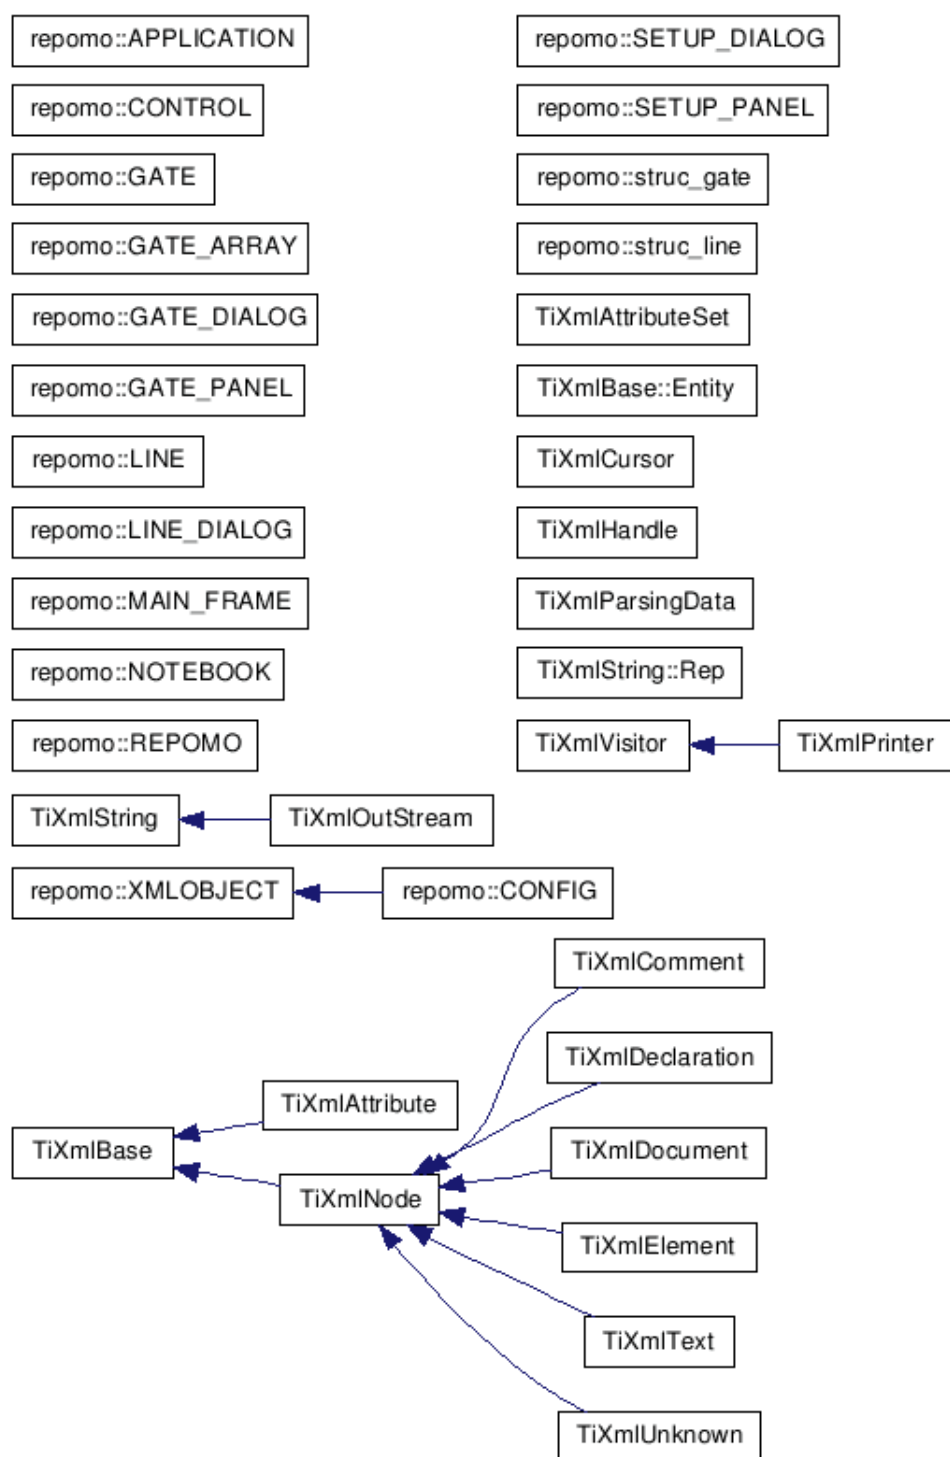 repomo::APPLICATION
repomo::CONTROL
repomo::GATE
repomo::GATE_ARRAY
repomo::GATE_DIALOG
repomo::GATE_PANEL
repomo::LINE
repomo::LINE_DIALOG
repomo::MAIN_FRAME
repomo::NOTEBOOK
repomo::REPOMO
repomo::SETUP_DIALOG
repomo::SETUP_PANEL
repomo::struc_gate
repomo::struc_line
TiXmlAttributeSet
TiXmlBase::Entity
TiXmlCursor
TiXmlHandle
TiXmlParsingData
TiXmlString::Rep
TiXmlVisitor
TiXmlPrinter
TiXmlString
TiXmlOutStream
repomo::XMLOBJECT
repomo::CONFIG
TiXmlBase
TiXmlAttribute
TiXmlNode
TiXmlComment
TiXmlDeclaration
TiXmlDocument
TiXmlElement
TiXmlText
TiXmlUnknown